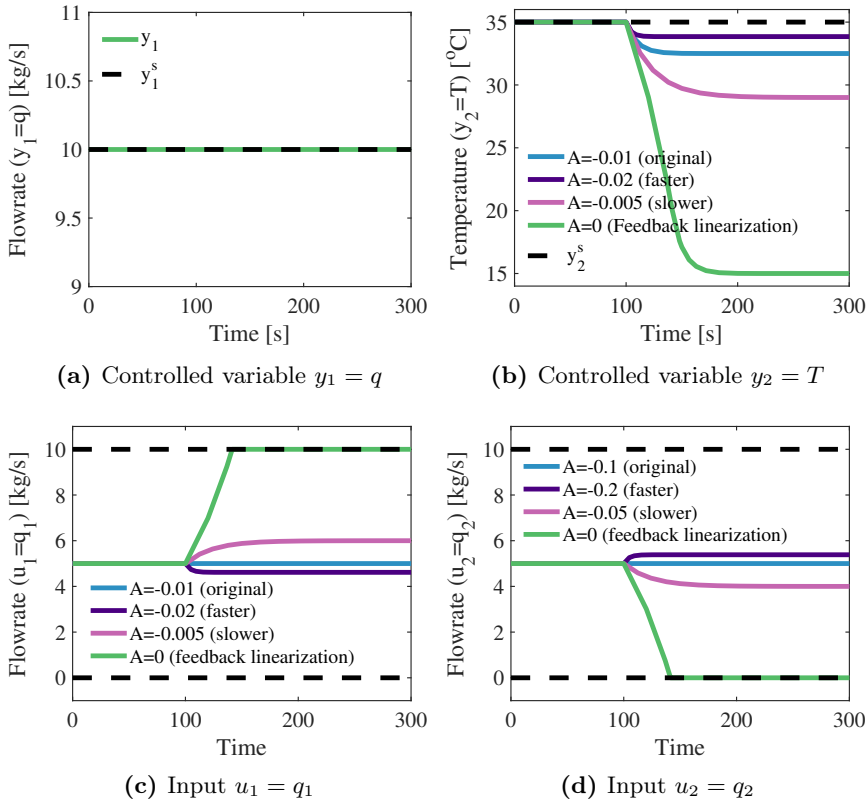 Flowrate (y₁=q) [kg/s]
11
10.5
10
9.5
9
y₁
y₁ˢ
0
100
200
300
Time [s]
(a) Controlled variable y₁ = q
Temperature (y₂=T) [°C]
35
30
25
20
15
A=-0.01 (original)
A=-0.02 (faster)
A=-0.005 (slower)
A=0 (Feedback linearization)
y₂ˢ
0
100
200
300
Time [s]
(b) Controlled variable y₂ = T
Flowrate (u₁=q₁) [kg/s]
10
8
6
4
2
0
A=-0.01 (original)
A=-0.02 (faster)
A=-0.005 (slower)
A=0 (feedback linearization)
0
100
200
300
Time
(c) Input u₁ = q₁
Flowrate (u₂=q₂) [kg/s]
10
8
6
4
2
0
A=-0.1 (original)
A=-0.2 (faster)
A=-0.05 (slower)
A=0 (feedback linearization)
0
100
200
300
Time
(d) Input u₂ = q₂